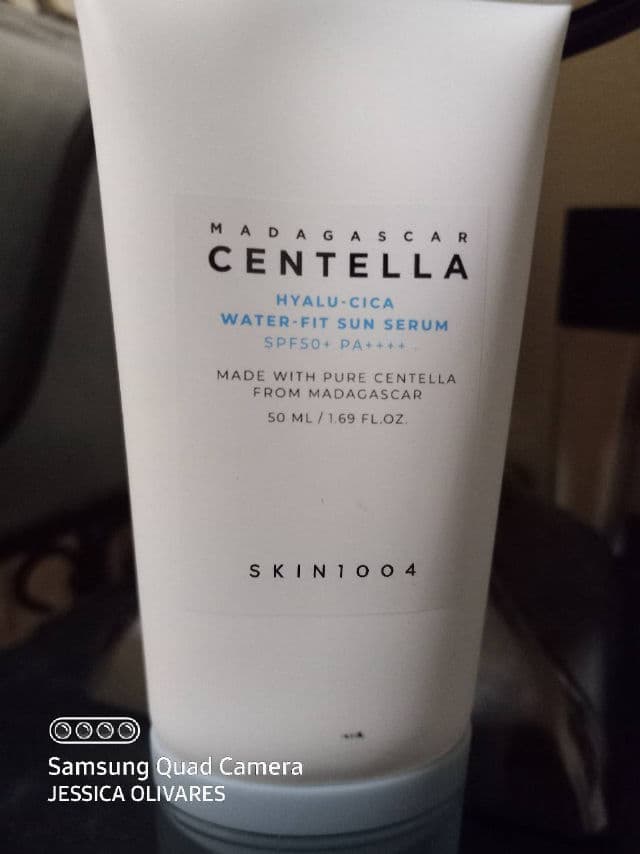 MADAGASCAR
CENTELLA
HYALU-CICA
WATER-FIT SUN SERUM
SPF50+ PA++++
MADE WITH PURE CENTELLA
FROM MADAGASCAR
50 ML / 1.69 FL.OZ.
SKIN1004
Samsung Quad Camera
JESSICA OLIVARES